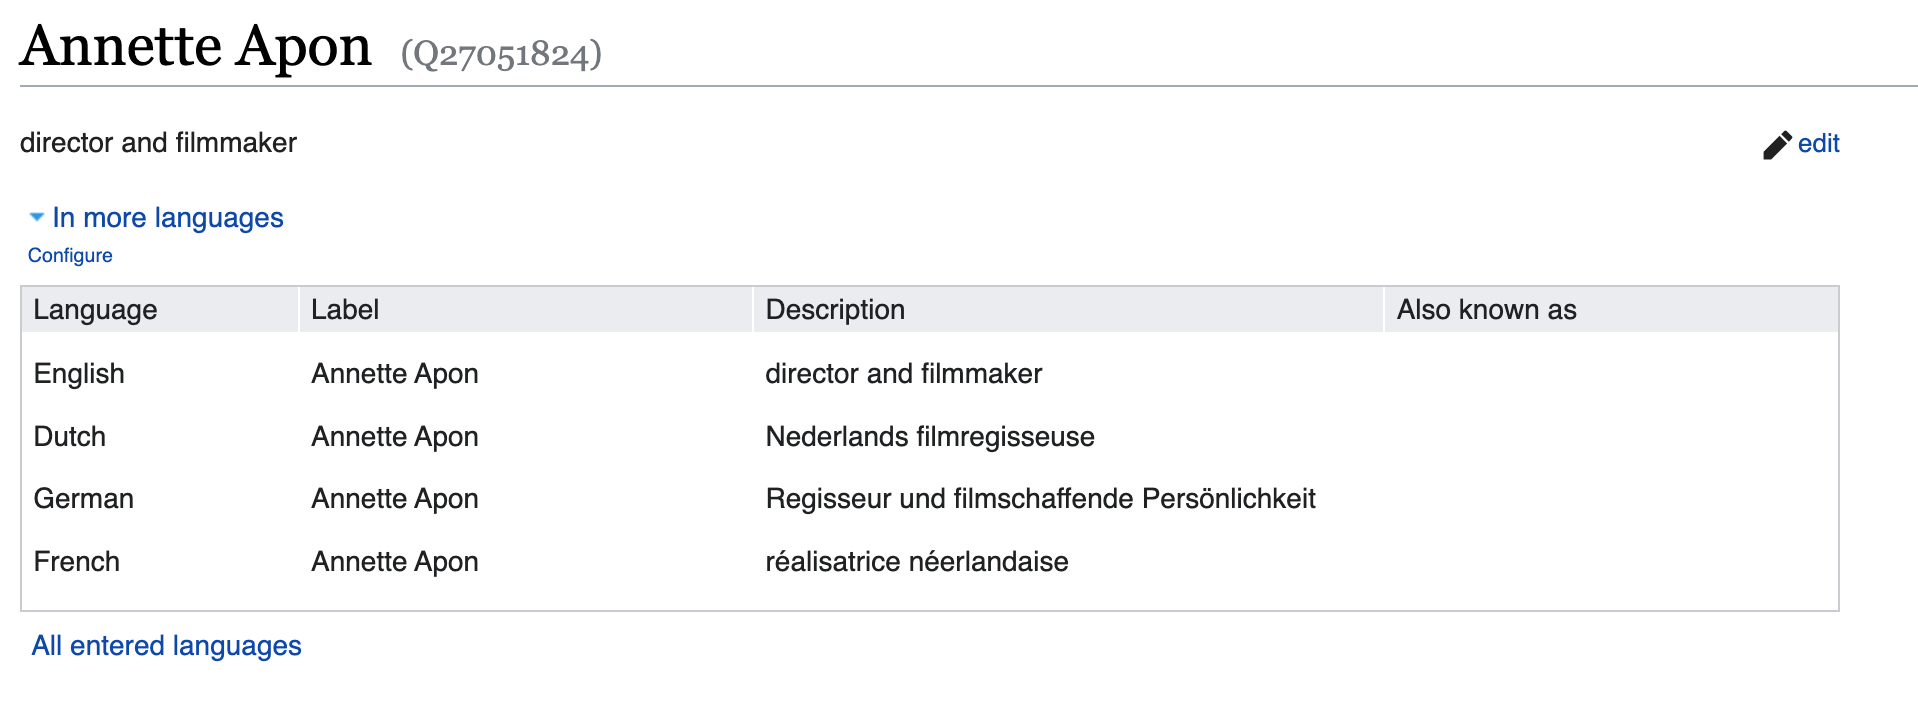 Annette Apon (Q27051824)
director and filmmaker edit
In more languages
Configure
Language Label Description Also known as
English Annette Apon director and filmmaker
Dutch Annette Apon Nederlands filmregisseuse
German Annette Apon Regisseur und filmschaffende Persönlichkeit
French Annette Apon réalisatrice néerlandaise
All entered languages